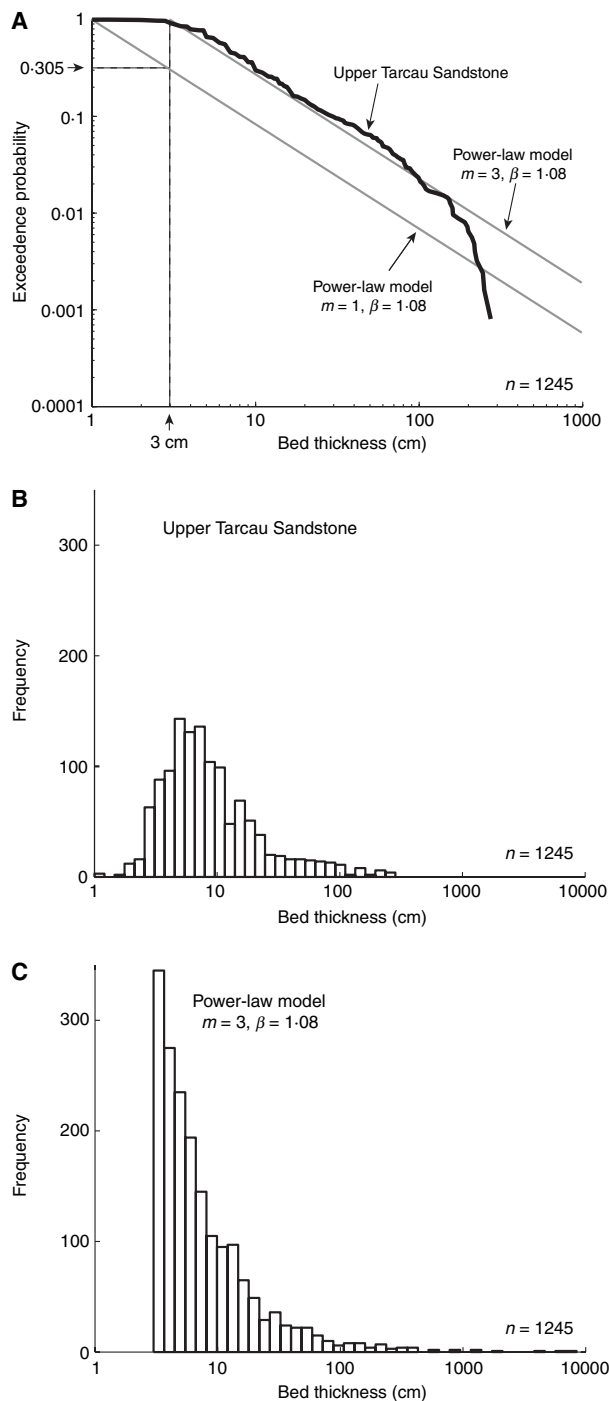 A
1
0·305
0.1
0·01
0·001
0·0001
Exceedence probability
Upper Tarcau Sandstone
Power-law model
m = 3, β = 1·08
Power-law model
m = 1, β = 1·08
n = 1245
1
10
100
1000
3 cm
Bed thickness (cm)
B
Upper Tarcau Sandstone
300
200
100
0
Frequency
n = 1245
1
10
100
1000
10000
Bed thickness (cm)
C
Power-law model
m = 3, β = 1·08
300
200
100
0
Frequency
n = 1245
1
10
100
1000
10000
Bed thickness (cm)